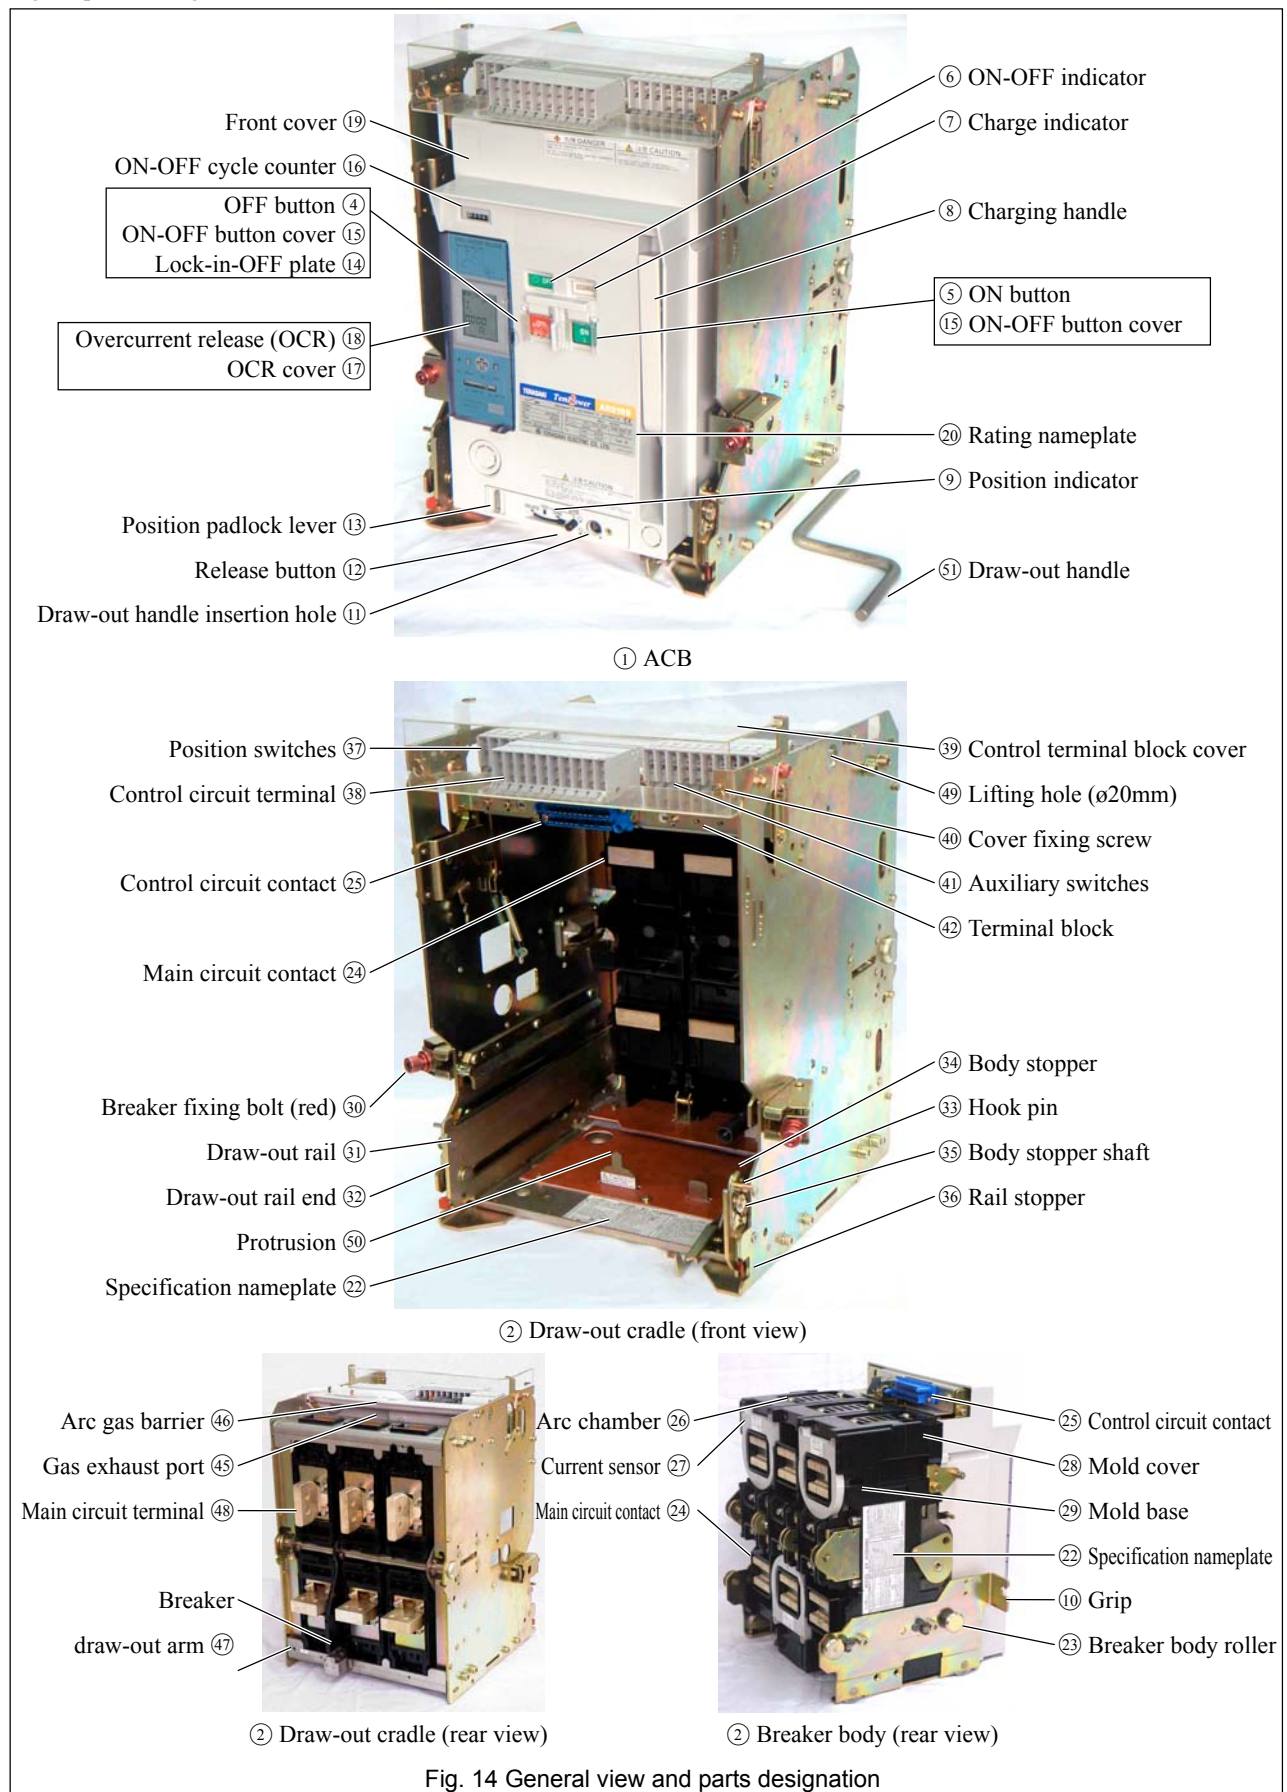 ⑥ ON-OFF indicator
Front cover ⑲
⑦ Charge indicator
ON-OFF cycle counter ⑯
OFF button ④
ON-OFF button cover ⑮
Lock-in-OFF plate ⑭
⑧ Charging handle
⑤ ON button
⑮ ON-OFF button cover
Overcurrent release (OCR) ⑱
OCR cover ⑰
⑳ Rating nameplate
⑨ Position indicator
Position padlock lever ⑬
Release button ⑫
Draw-out handle insertion hole ⑪
㊿+① Draw-out handle
DANGER
CAUTION
TERASAKI
TemPower
CAUTION
① ACB
Position switches ㊲
Control circuit terminal ㊳
Control circuit contact ㉕
Main circuit contact ㉔
Breaker fixing bolt (red) ㉚
Draw-out rail ㉛
Draw-out rail end ㉜
Protrusion ㊿
Specification nameplate ㉒
㊴ Control terminal block cover
㊾ Lifting hole (ø20mm)
㊵ Cover fixing screw
㊶ Auxiliary switches
㊷ Terminal block
㉞ Body stopper
㉝ Hook pin
㉟ Body stopper shaft
㊱ Rail stopper
② Draw-out cradle (front view)
Arc gas barrier ㊻
Gas exhaust port ㊺
Main circuit terminal ㊽
Breaker
draw-out arm ㊼
② Draw-out cradle (rear view)
Arc chamber ㉖
Current sensor ㉗
Main circuit contact ㉔
㉕ Control circuit contact
㉘ Mold cover
㉙ Mold base
㉒ Specification nameplate
⑩ Grip
㉓ Breaker body roller
② Breaker body (rear view)
Fig. 14 General view and parts designation